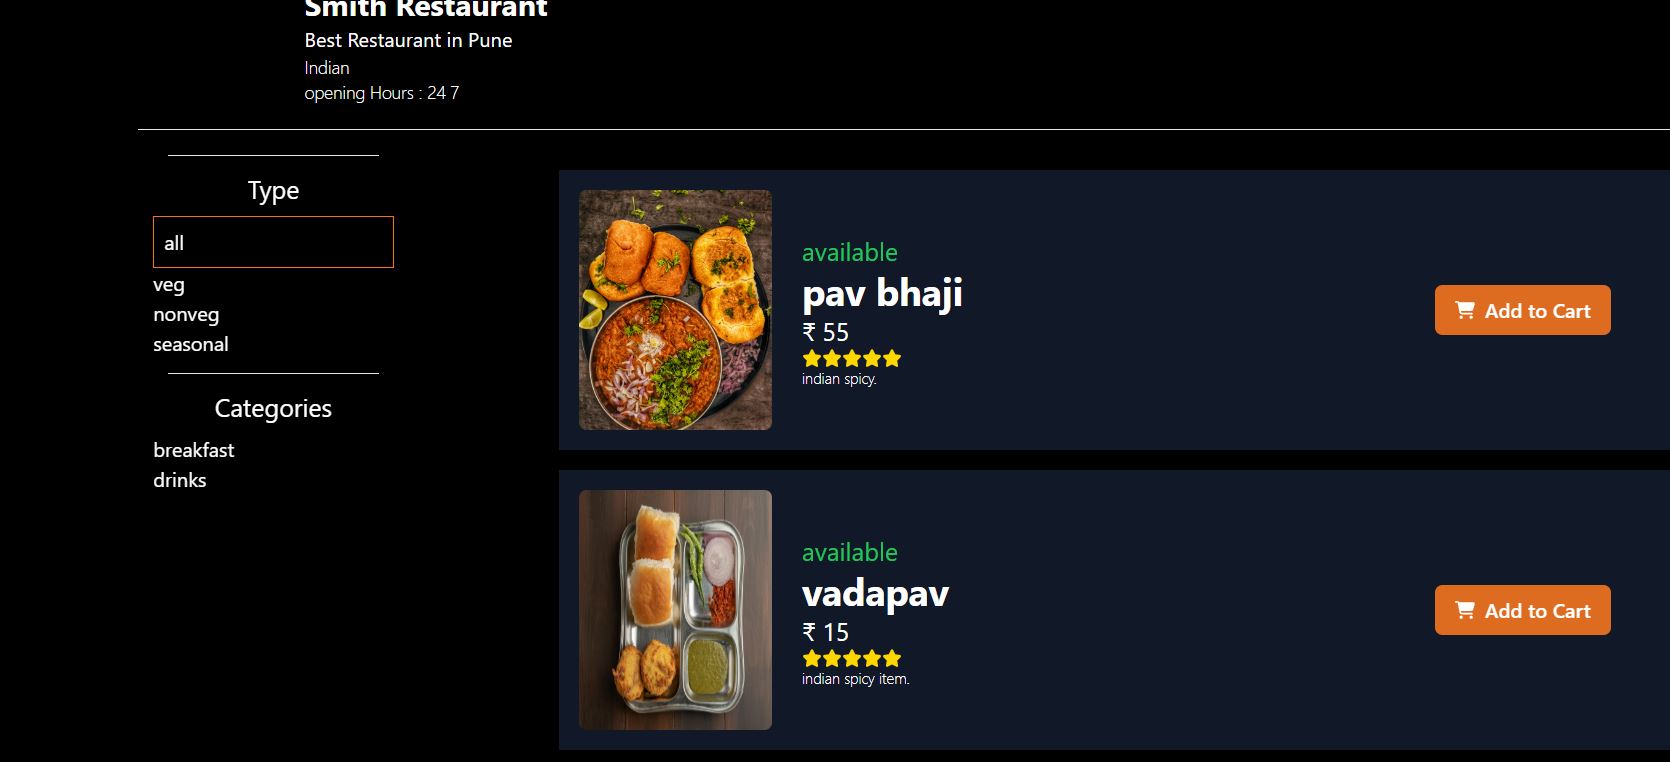 Smith Restaurant
Best Restaurant in Pune
Indian
opening Hours : 24 7
Type
all
veg
nonveg
seasonal
Categories
breakfast
drinks
available
pav bhaji
₹ 55
indian spicy.
Add to Cart
available
vadapav
₹ 15
indian spicy item.
Add to Cart